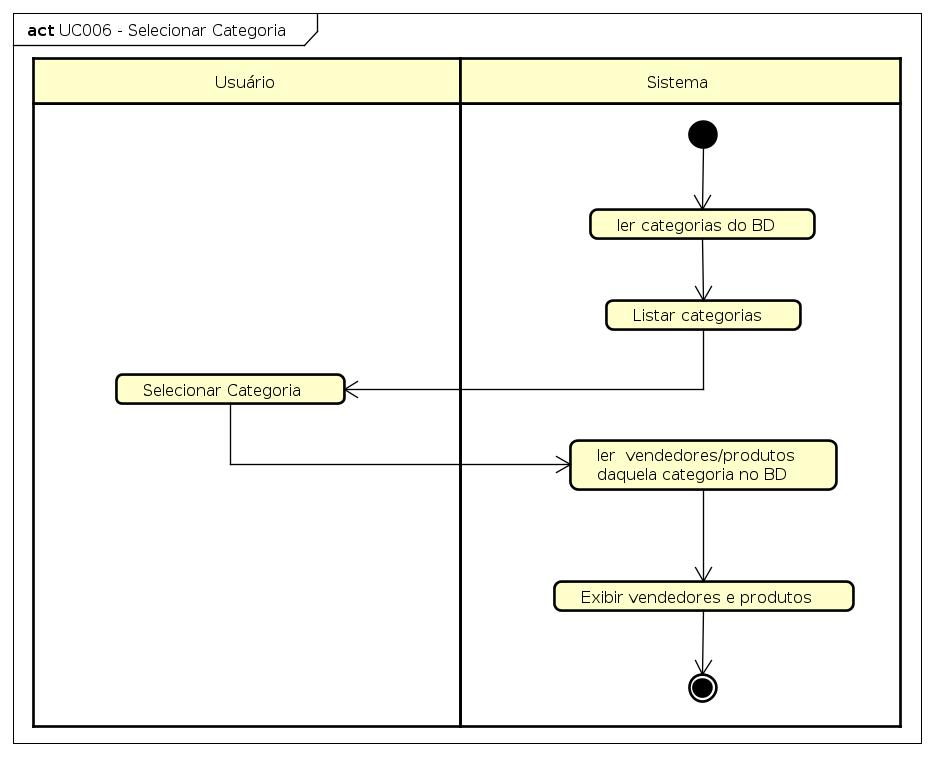 act UC006 - Selecionar Categoria
Usuário
Sistema
ler categorias do BD
Listar categorias
Selecionar Categoria
ler vendedores/produtos
daquela categoria no BD
Exibir vendedores e produtos